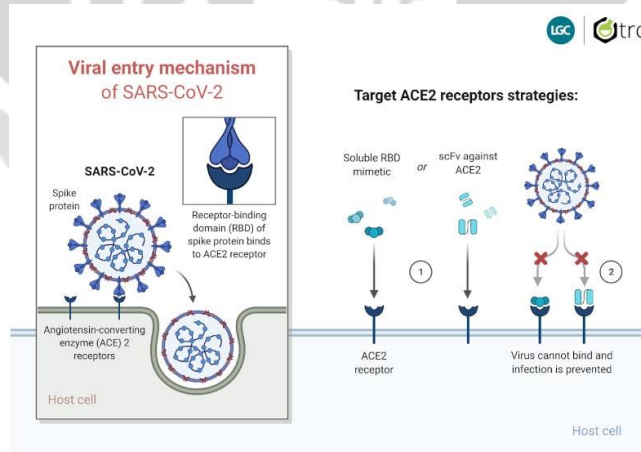 LGC
Viral entry mechanism
of SARS-CoV-2
SARS-CoV-2
Spike
protein
Receptor-binding
domain (RBD) of
spike protein binds
to ACE2 receptor
Angiotensin-converting
enzyme (ACE) 2
receptors
Host cell
Target ACE2 receptors strategies:
Soluble RBD
mimetic
or
scFv against
ACE2
1
2
ACE2
receptor
Virus cannot bind and
infection is prevented
Host cell